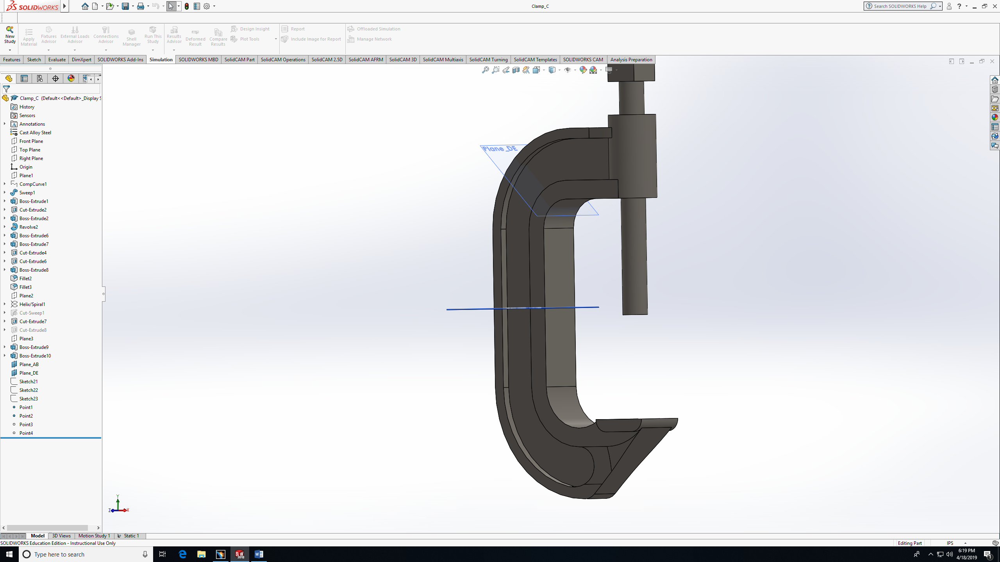 SOLIDWORKS
Clamp_C
Search SOLIDWORKS Help
New Study
Apply Material
Fixtures Advisor
External Loads Advisor
Connections Advisor
Shell Manager
Run This Study
Results Advisor
Deformed Result
Compare Results
Design Insight
Plot Tools
Report
Include Image for Report
Offloaded Simulation
Manage Network
Features Sketch Evaluate DimXpert SOLIDWORKS Add-Ins Simulation SOLIDWORKS MBD SolidCAM Part SolidCAM Operations SolidCAM 2.5D SolidCAM AFRM SolidCAM 3D SolidCAM Multiaxis SolidCAM Turning SolidCAM Templates SOLIDWORKS CAM Analysis Preparation
Clamp_C (Default<<Default>_Display S
History
Sensors
Annotations
Cast Alloy Steel
Front Plane
Top Plane
Right Plane
Origin
Plane1
CompCurve1
Sweep1
Boss-Extrude1
Cut-Extrude2
Boss-Extrude2
Revolve2
Boss-Extrude6
Boss-Extrude7
Cut-Extrude4
Cut-Extrude6
Boss-Extrude8
Fillet2
Fillet3
Plane2
Helix/Spiral1
Cut-Sweep1
Cut-Extrude7
Cut-Extrude8
Plane3
Boss-Extrude9
Boss-Extrude10
Plane_AB
Plane_DE
Sketch21
Sketch22
Sketch23
Point1
Point2
Point3
Point4
Plane_DE
Y
Z X
Model 3D Views Motion Study 1 Static 1
SOLIDWORKS Education Edition - Instructional Use Only
Editing Part IPS
Type here to search
SW 2018
6:19 PM
4/18/2019
1